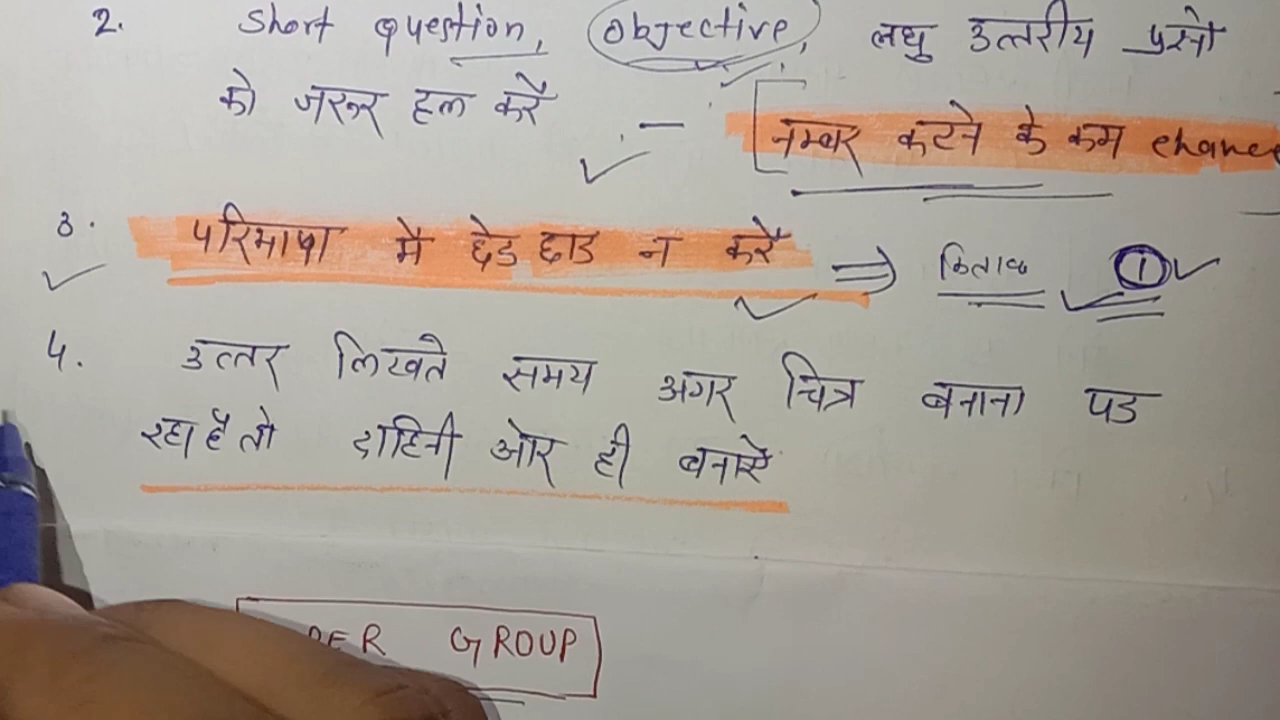 2. Short question, Objective, लघु उत्तरीय प्रश्नो
को जरूर हल करें
नम्बर कटने के कम chance
3. परिभाषा में छेड छाड न करें ⇒ किताब 1
4. उत्तर लिखते समय अगर चित्र बनाना पड
रहा है तो दाहिनी ओर ही बनाऐ
GROUP